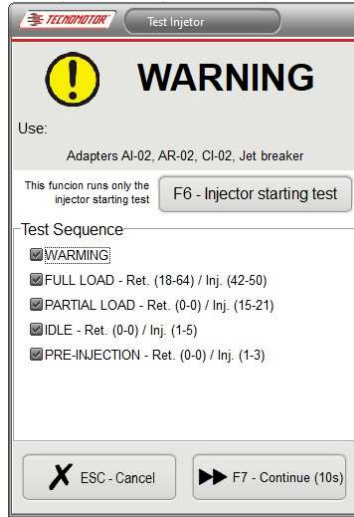 TECNOMOTOR Test Injetor
WARNING
Use:
Adapters AI-02, AR-02, CI-02, Jet breaker
This funcion runs only the
injector starting test
F6 - Injector starting test
Test Sequence
WARMING
FULL LOAD - Ret. (18-64) / Inj. (42-50)
PARTIAL LOAD - Ret. (0-0) / Inj. (15-21)
IDLE - Ret. (0-0) / Inj. (1-5)
PRE-INJECTION - Ret. (0-0) / Inj. (1-3)
ESC - Cancel F7 - Continue (10s)